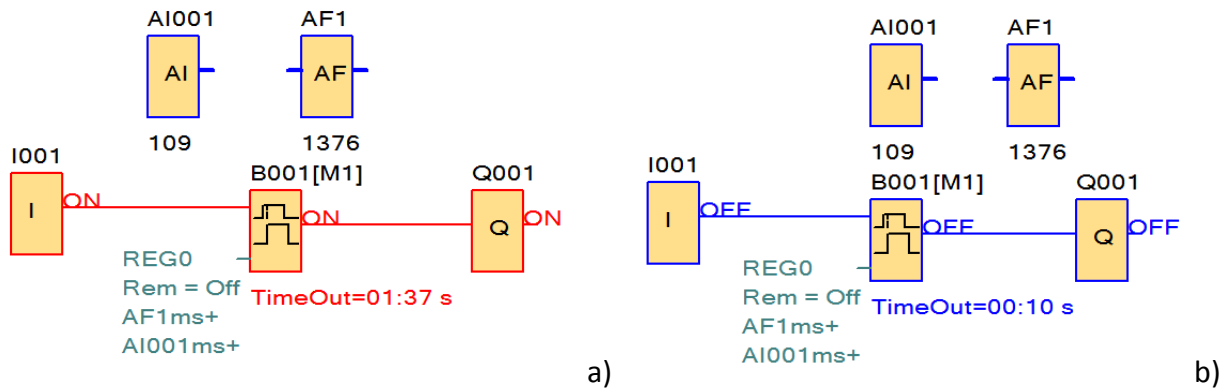 AI001 AF1
AI AF
109 1376
I001 B001[M1] Q001
I ON ON Q ON
REG0
Rem = Off
AF1ms+
AI001ms+
TimeOut=01:37 s
a)
AI001 AF1
AI AF
109 1376
I001 B001[M1] Q001
I OFF OFF Q OFF
REG0
Rem = Off
AF1ms+
AI001ms+
TimeOut=00:10 s
b)